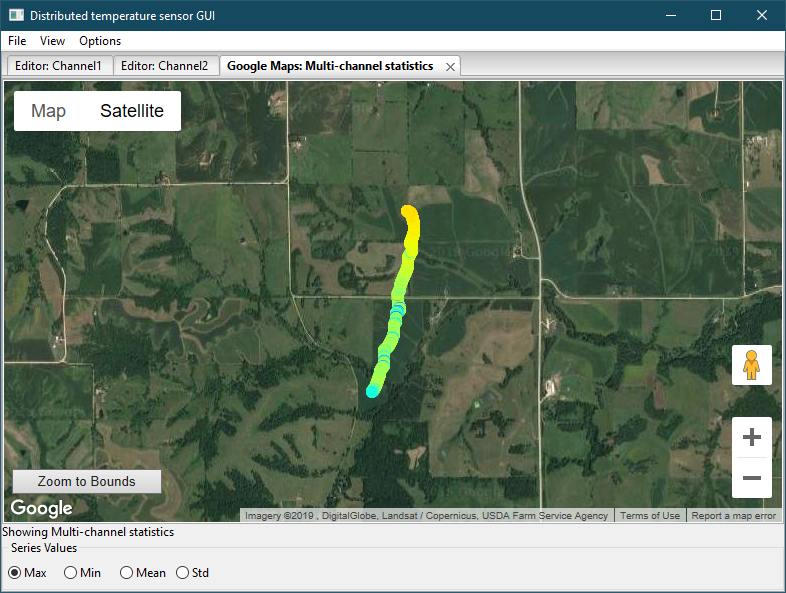 Distributed temperature sensor GUI
File View Options
Editor: Channel1 Editor: Channel2 Google Maps: Multi-channel statistics
Map Satellite
Zoom to Bounds
Google
Imagery ©2019 , DigitalGlobe, Landsat / Copernicus, USDA Farm Service Agency Terms of Use Report a map error
Showing Multi-channel statistics
Series Values
Max Min Mean Std